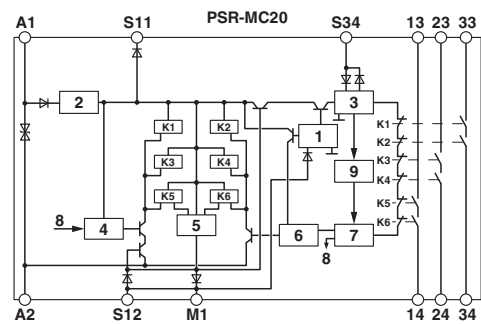 A1 S11 PSR-MC20 S34 13 23 33
2 3
K1 K2 1 K1
K2
K3 K4 9 K3
K4
K5 K6 K5
8 4 5 6 7 K6
8
A2 S12 M1 14 24 34